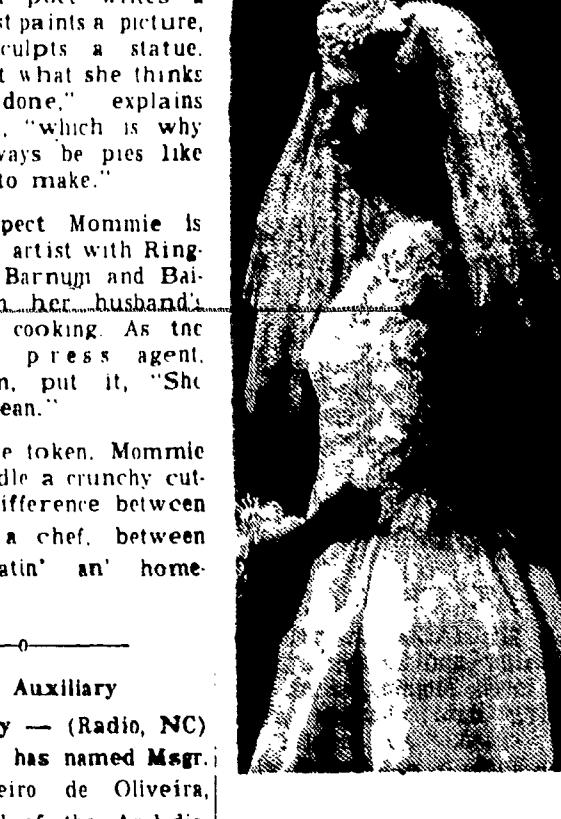 st paints a picture,
culpts a statue.
t what she thinks
done," explains
, "which is why
ways be pies like
to make."
pect Mommie is
artist with Ring-
Barnum and Bai-
n her husband's
cooking. As the
press agent,
n, put it, "She
ean."
e token, Mommie
dle a crunchy cut-
ifference between
a chef, between
atin' an' home-
Auxiliary
y — (Radio, NC)
has named Msgr.
eiro de Oliveira,